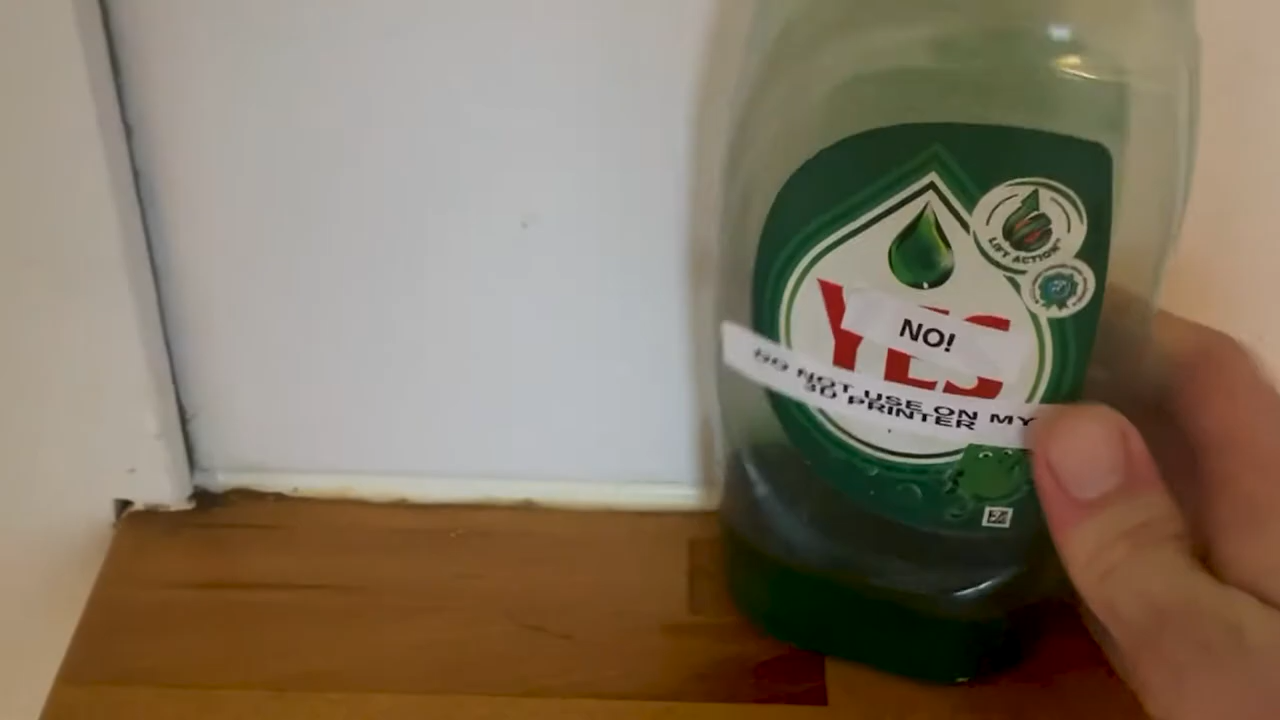 LIFT ACTION
YES
NO!
DO NOT USE ON MY
3D PRINTER